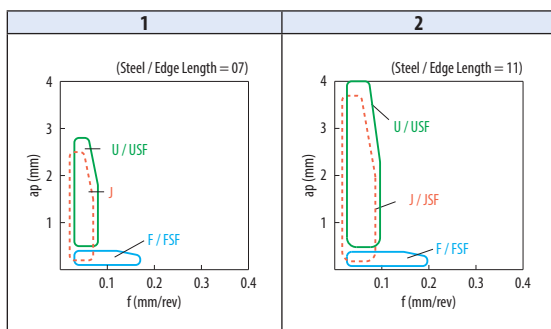 1
2
(Steel / Edge Length = 07)
4
3
2
1
ap (mm)
U / USF
J
F / FSF
0.1
0.2
0.3
0.4
f (mm/rev)
(Steel / Edge Length = 11)
4
3
2
1
ap (mm)
U / USF
J / JSF
F / FSF
0.1
0.2
0.3
0.4
f (mm/rev)